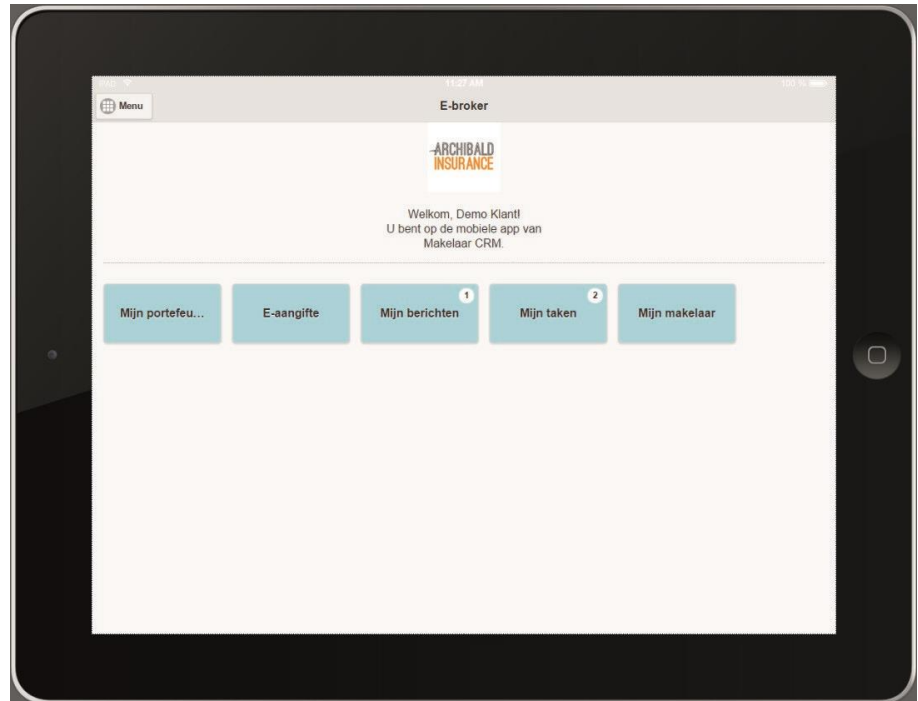 11:27 AM
100 %
Menu
E-broker
ARCHIBALD
INSURANCE
Welkom, Demo Klant!
U bent op de mobiele app van
Makelaar CRM.
Mijn portefeu...
E-aangifte
1
Mijn berichten
2
Mijn taken
Mijn makelaar